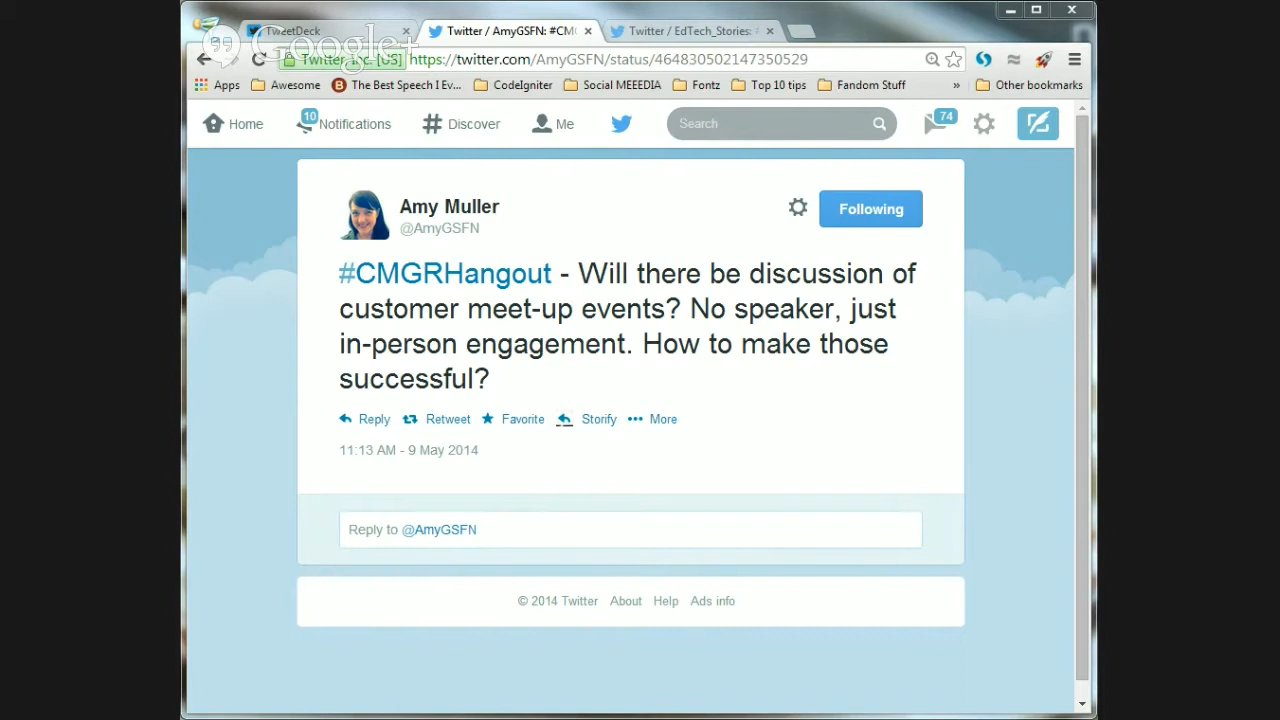 TweetDeck
Twitter / AmyGSFN: #CM
Twitter / EdTech_Stories:
Google+
Twitter, Inc. [US] https://twitter.com/AmyGSFN/status/464830502147350529
Apps Awesome The Best Speech I Ev... CodeIgniter Social MEEEDIA Fontz Top 10 tips Fandom Stuff » Other bookmarks
Home 10 Notifications Discover Me Search 74
Amy Muller
@AmyGSFN
Following
#CMGRHangout - Will there be discussion of
customer meet-up events? No speaker, just
in-person engagement. How to make those
successful?
Reply Retweet Favorite Storify ••• More
11:13 AM - 9 May 2014
Reply to @AmyGSFN
© 2014 Twitter About Help Ads info